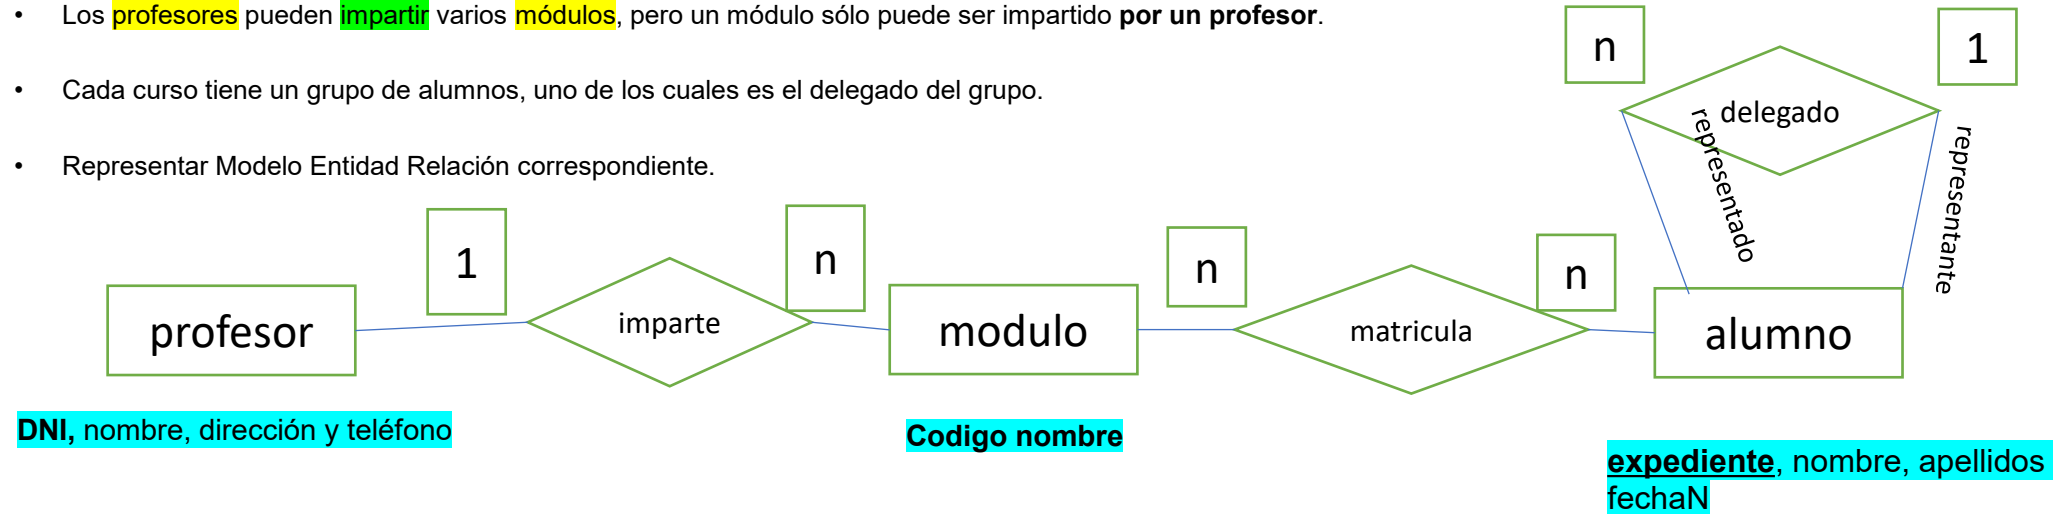 • Los profesores pueden impartir varios módulos, pero un módulo sólo puede ser impartido por un profesor.
• Cada curso tiene un grupo de alumnos, uno de los cuales es el delegado del grupo.
• Representar Modelo Entidad Relación correspondiente.
n
1
delegado
representado
representante
1
n
n
n
profesor
imparte
modulo
matricula
alumno
DNI, nombre, dirección y teléfono
Codigo nombre
expediente, nombre, apellidos
fechaN